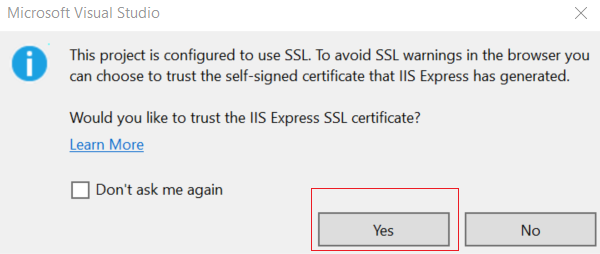 Microsoft Visual Studio
This project is configured to use SSL. To avoid SSL warnings in the browser you
can choose to trust the self-signed certificate that IIS Express has generated.
Would you like to trust the IIS Express SSL certificate?
Learn More
Don't ask me again
Yes
No